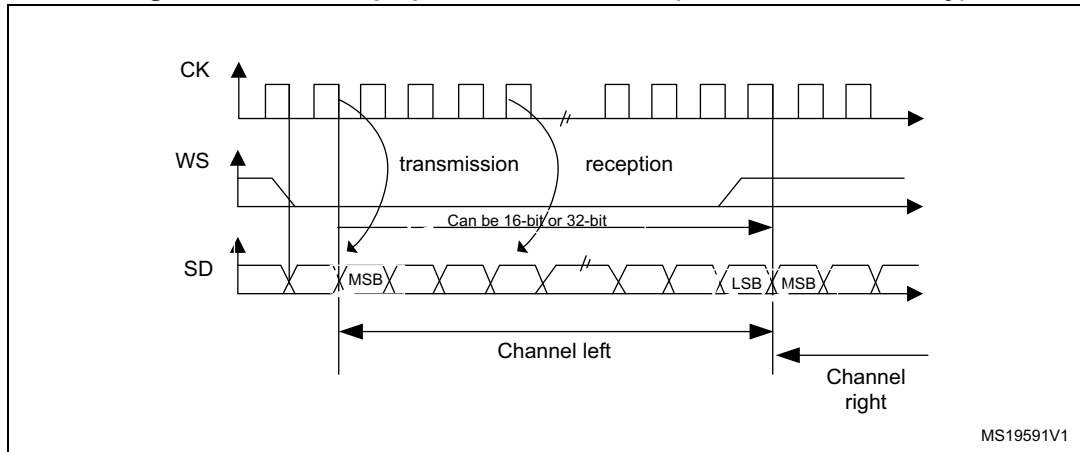 CK
transmission
reception
WS
Can be 16-bit or 32-bit
SD
MSB
LSB
MSB
Channel left
Channel
right
MS19591V1